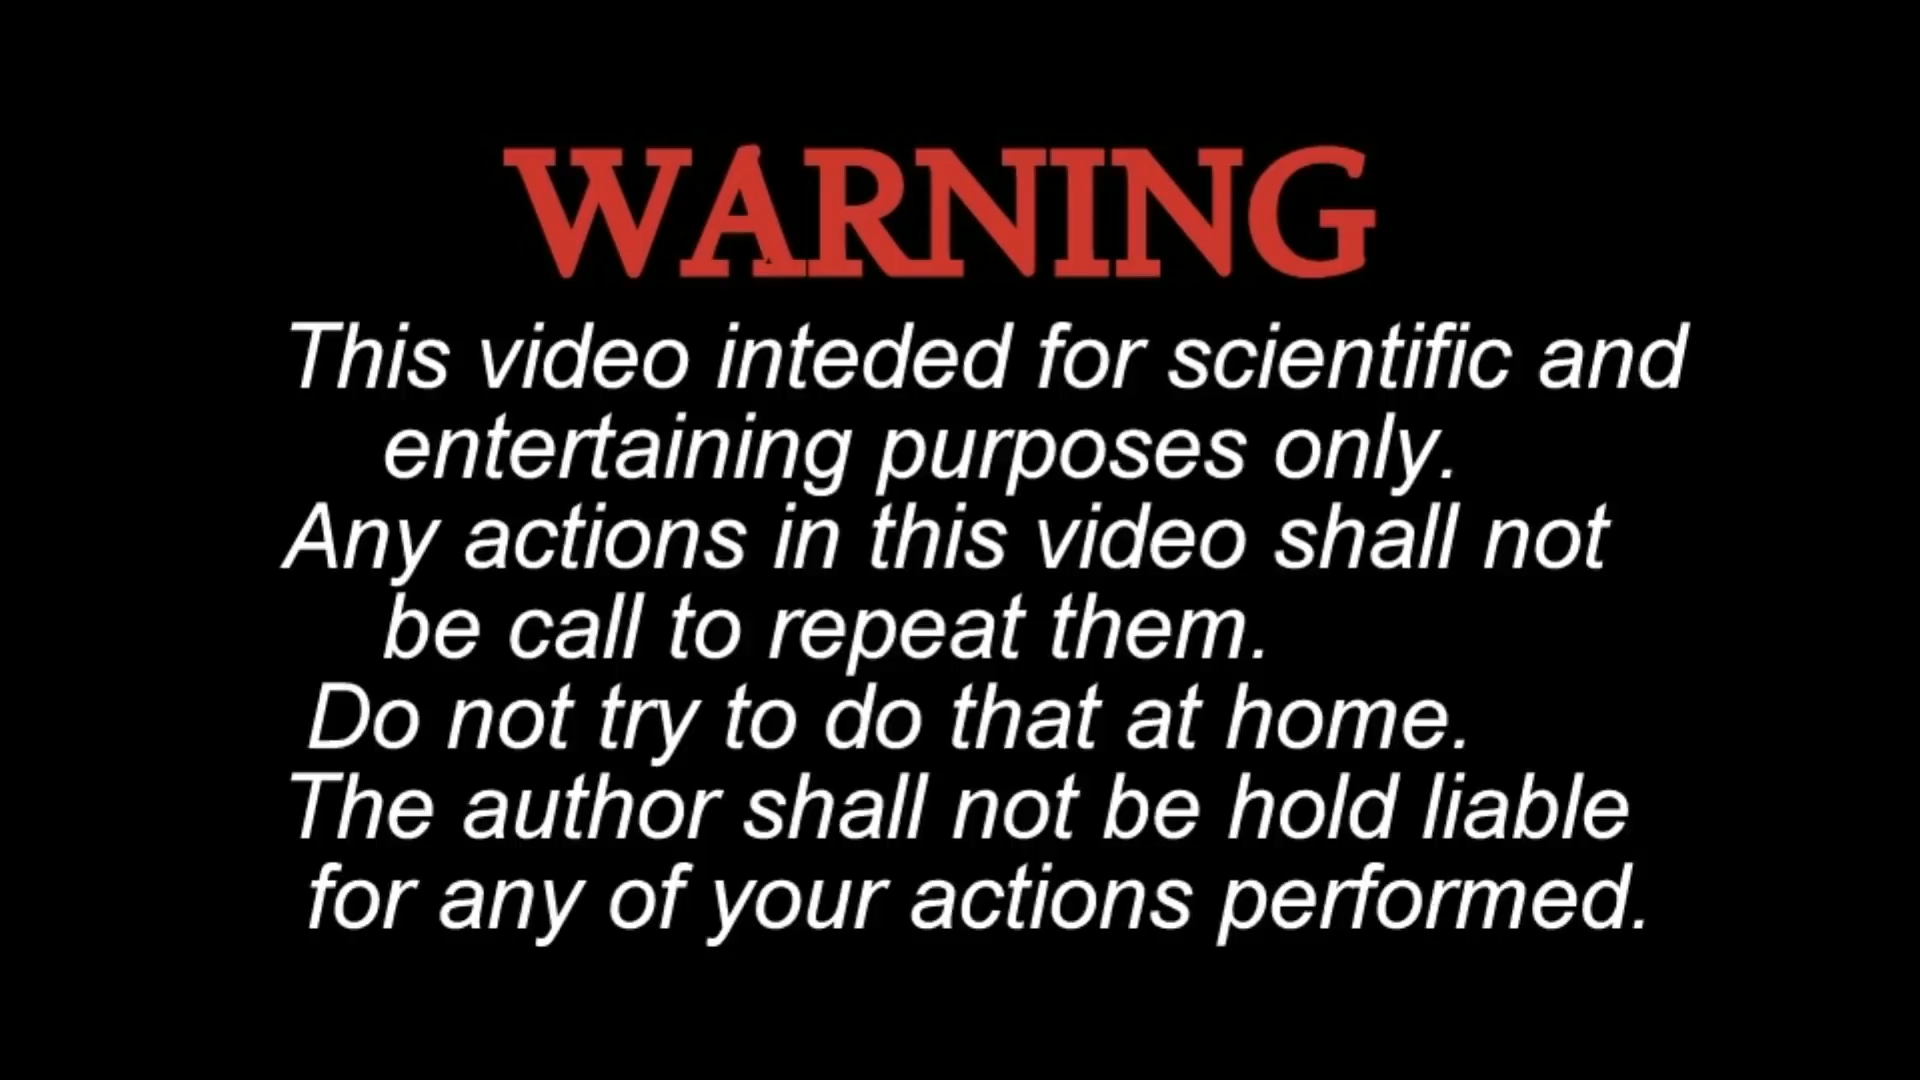 WARNING
This video inteded for scientific and
entertaining purposes only.
Any actions in this video shall not
be call to repeat them.
Do not try to do that at home.
The author shall not be hold liable
for any of your actions performed.